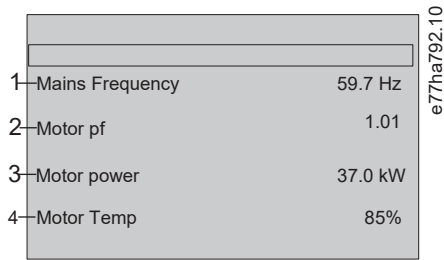 1 Mains Frequency 59.7 Hz
2 Motor pf 1.01
3 Motor power 37.0 kW
4 Motor Temp 85%
e77ha792.10